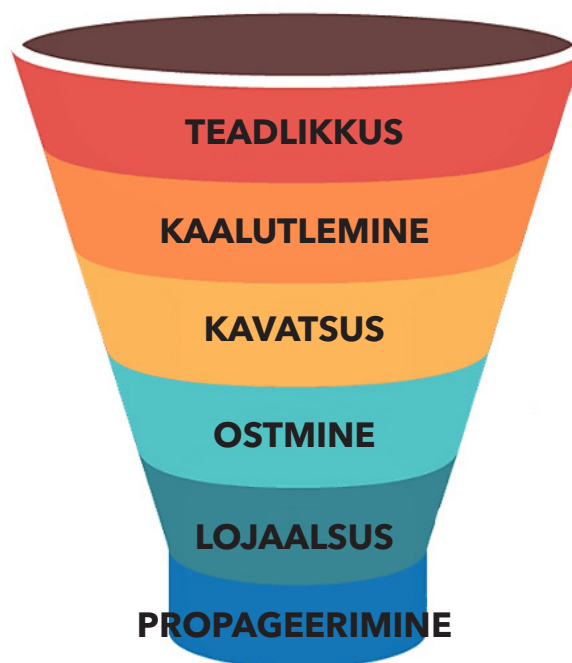 TEADLIKKUS
KAALUTLEMINE
KAVATSUS
OSTMINE
LOJAALSUS
PROPAGEERIMINE